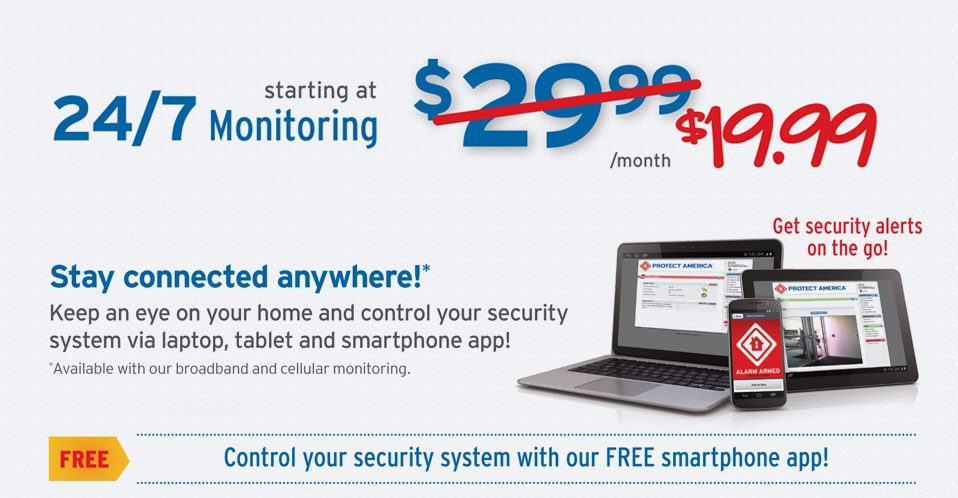 24/7 starting at
Monitoring
$29.99
/month
$19.99
Get security alerts
on the go!
Stay connected anywhere!*
Keep an eye on your home and control your security
system via laptop, tablet and smartphone app!
*Available with our broadband and cellular monitoring.
PROTECT AMERICA
PROTECT AMERICA
ALARM ARMED
FREE
Control your security system with our FREE smartphone app!